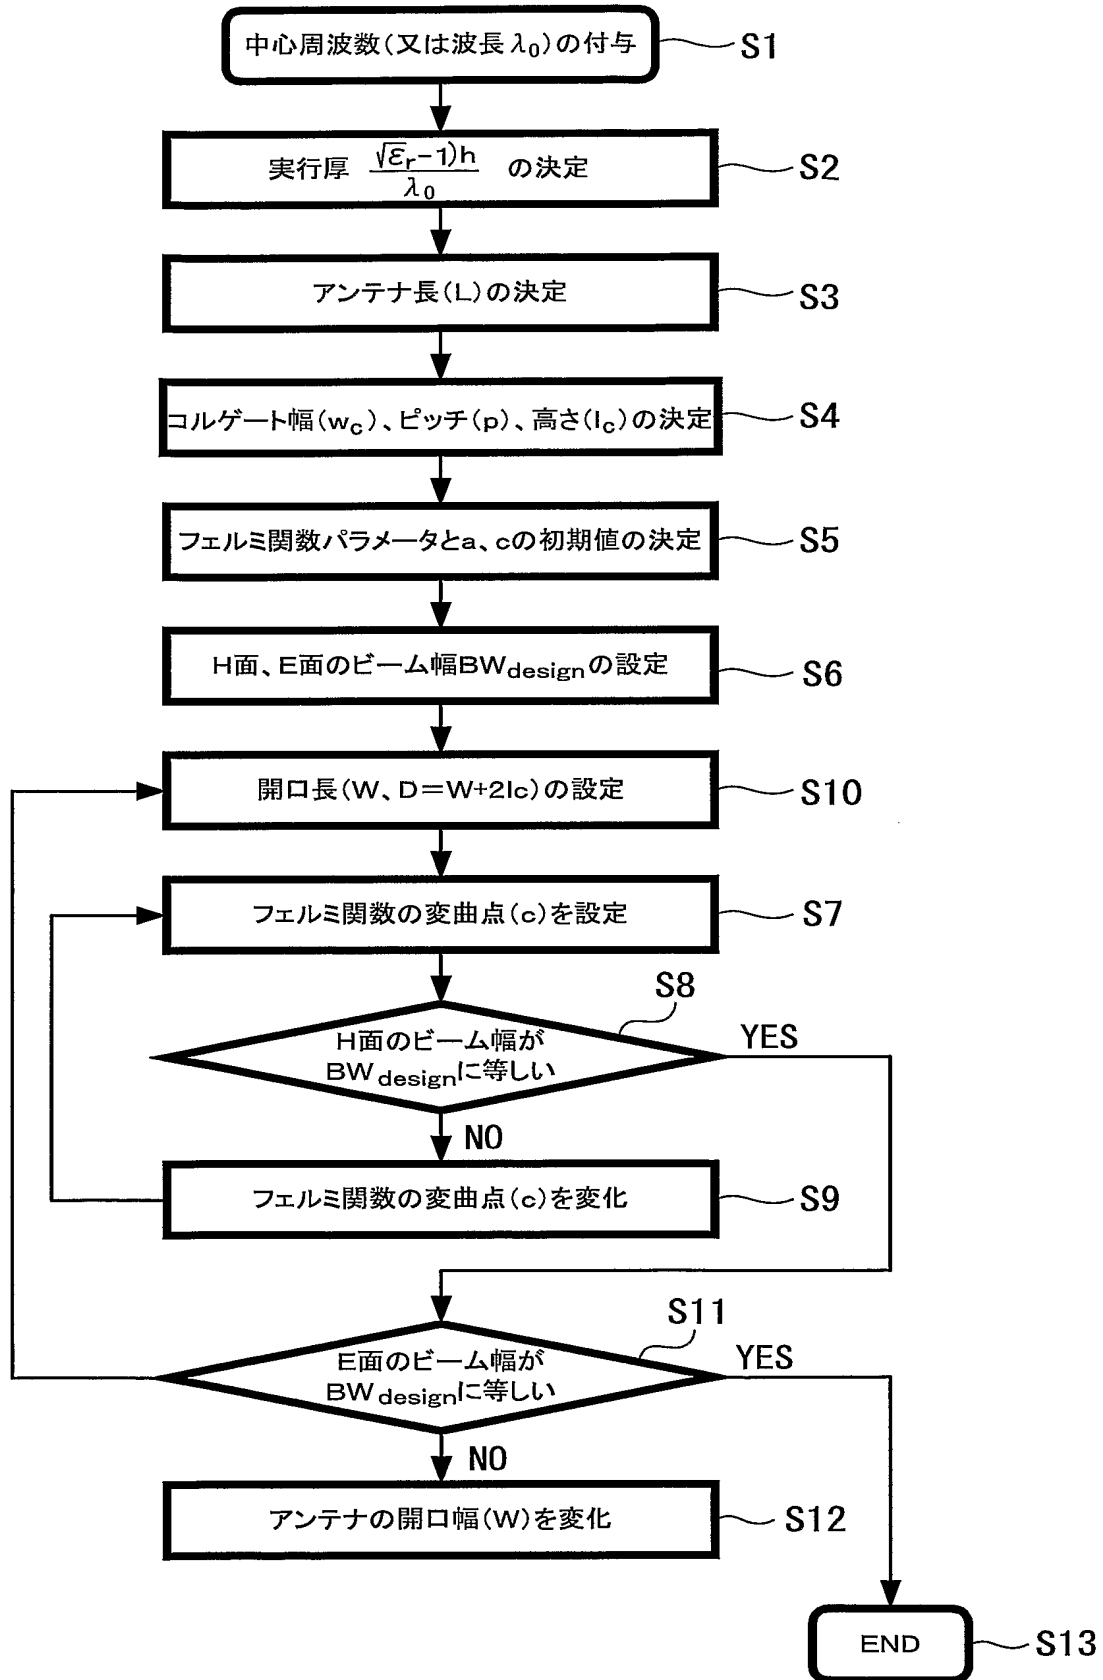 中心周波数(又は波長λ₀)の付与
S1
実行厚 √ε_r-1)h/λ₀ の決定
S2
アンテナ長(L)の決定
S3
コルゲート幅(w_c)、ピッチ(p)、高さ(l_c)の決定
S4
フェルミ関数パラメータとa、cの初期値の決定
S5
H面、E面のビーム幅BW_designの設定
S6
開口長(W、D=W+2lc)の設定
S10
フェルミ関数の変曲点(c)を設定
S7
S8
H面のビーム幅が
BW_designに等しい
YES
NO
フェルミ関数の変曲点(c)を変化
S9
S11
E面のビーム幅が
BW_designに等しい
YES
NO
アンテナの開口幅(W)を変化
S12
END
S13